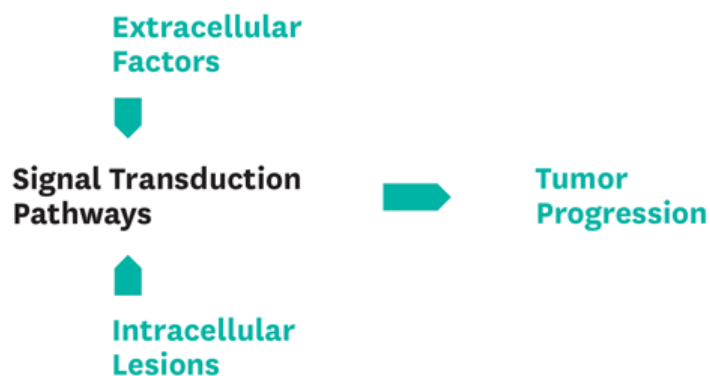 Extracellular
Factors
Signal Transduction
Pathways
Tumor
Progression
Intracellular
Lesions